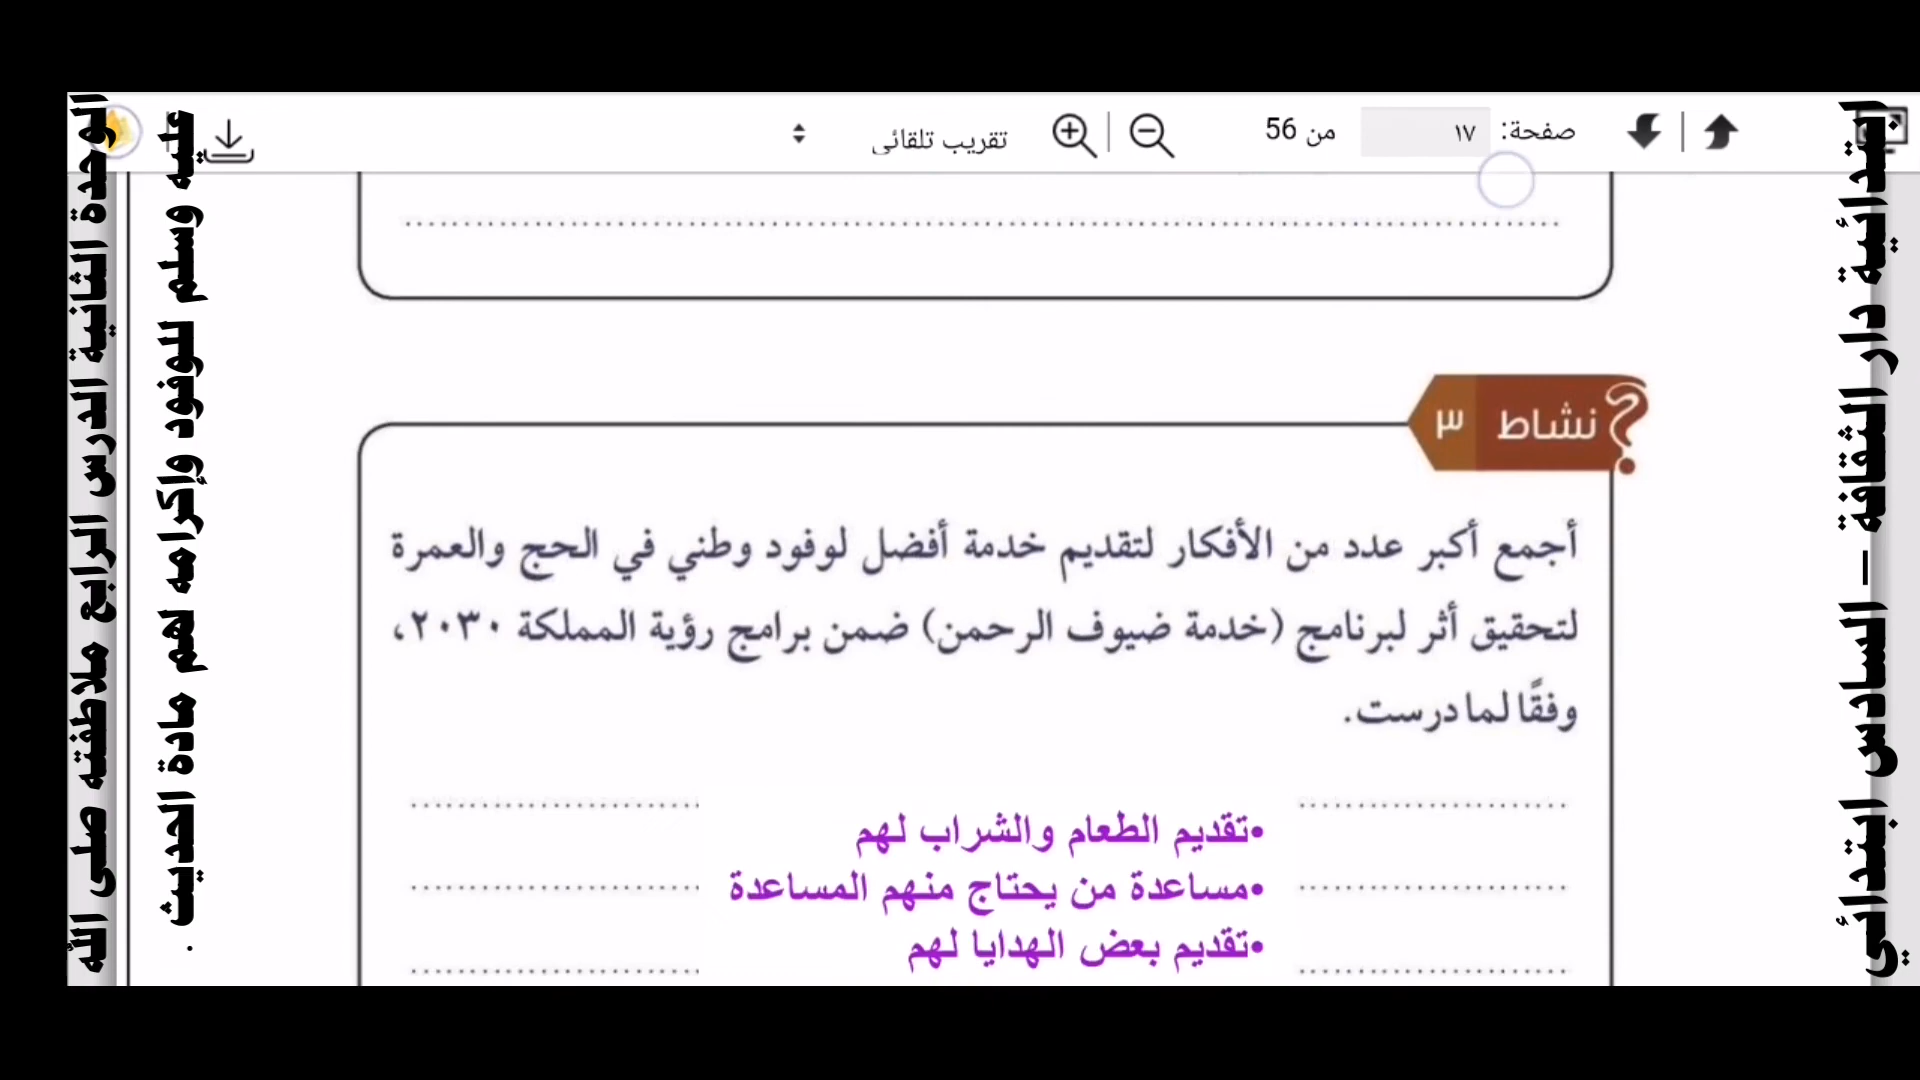 صفحة: ١٧ من 56
تقريب تلقائي
نشاط ٣
أجمع أكبر عدد من الأفكار لتقديم خدمة أفضل لوفود وطني في الحج والعمرة
لتحقيق أثر لبرنامج (خدمة ضيوف الرحمن) ضمن برامج رؤية المملكة ٢٠٣٠،
وفقًا لما درست.
•تقديم الطعام والشراب لهم
•مساعدة من يحتاج منهم المساعدة
•تقديم بعض الهدايا لهم
ابتدائية دار الثقافة – السادس ابتدائي
الوحدة الثانية الدرس الرابع ملاطفته صلى الله
عليه وسلم للوفود وإكرامه لهم مادة الحديث .